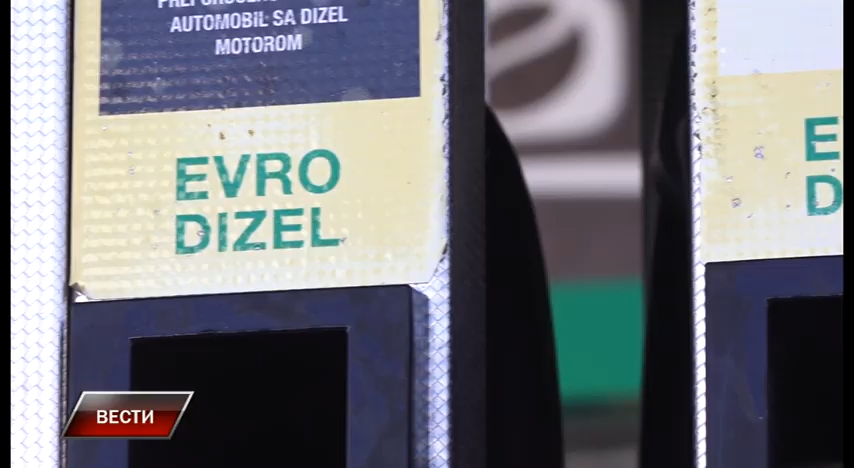 AUTOMOBIL SA DIZEL
MOTOROM
EVRO
DIZEL
ВЕСТИ